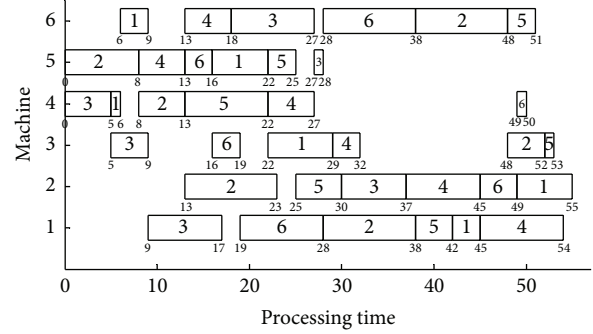 6 1 4 3 6 2 5
6 9 13 18 27 28 38 48 51
5 2 4 6 1 5 3
0 8 13 16 22 25 27 28
4 3 1 2 5 4 6
0 5 6 8 13 22 27 49 50
3 3 6 1 4 2 5
5 9 16 19 22 29 32 48 52 53
2 2 5 3 4 6 1
13 23 25 30 37 45 49 55
1 3 6 2 5 1 4
9 17 19 28 38 42 45 54
0 10 20 30 40 50
Processing time
Machine